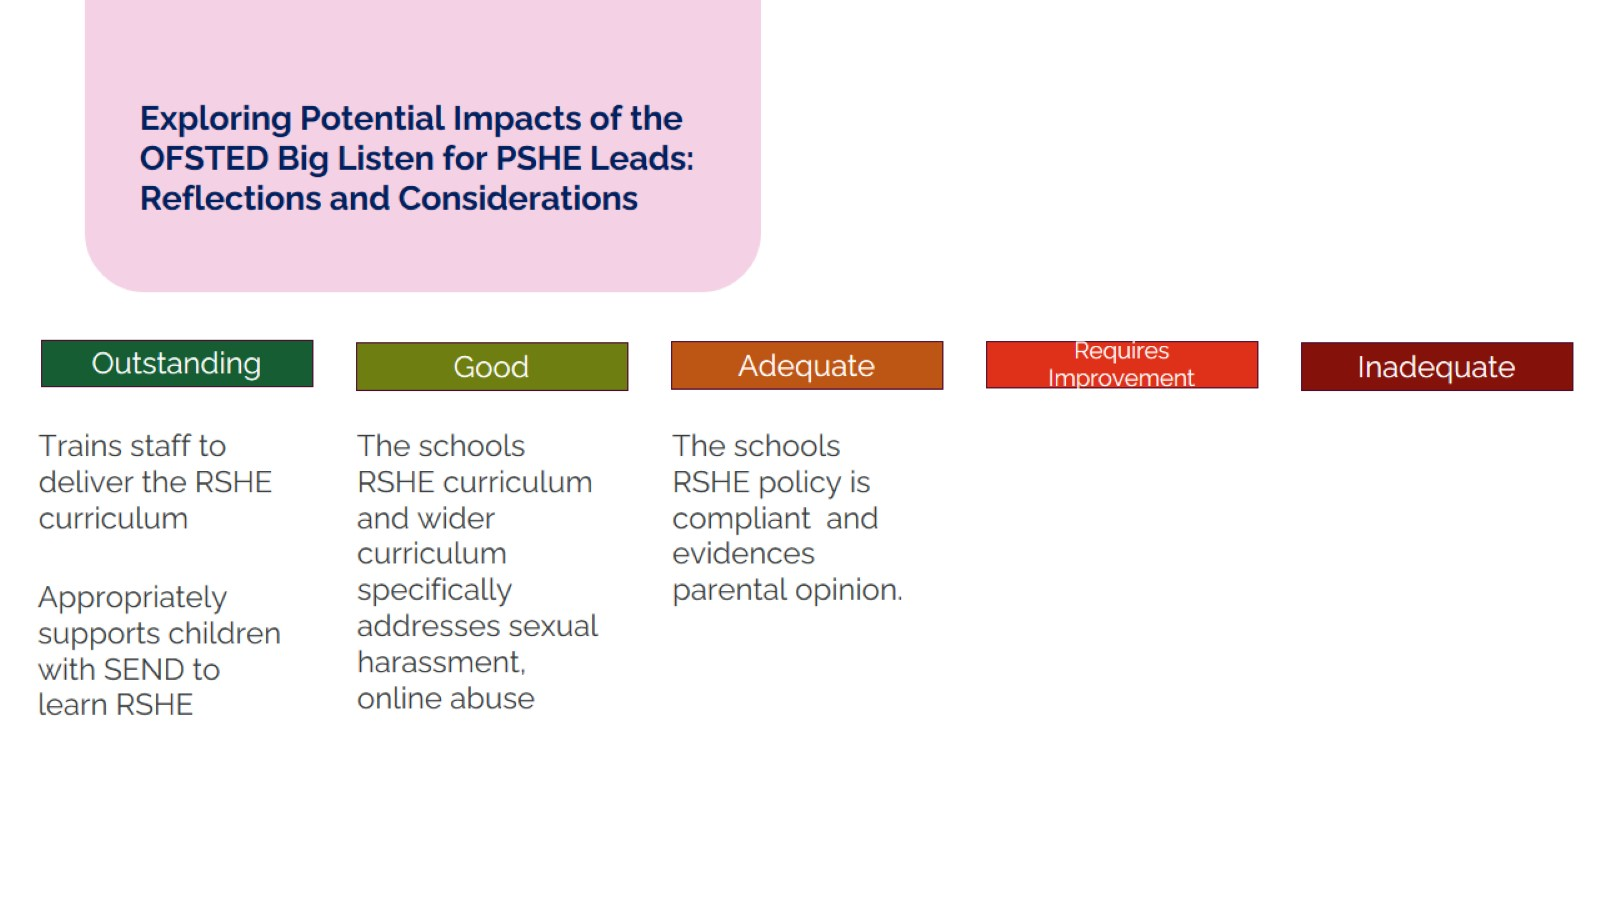 Exploring Potential Impacts of the
OFSTED Big Listen for PSHE Leads:
Reflections and Considerations
Outstanding
Trains staff to
deliver the RSHE
curriculum
Appropriately
supports children
with SEND to
learn RSHE
Good
The schools
RSHE curriculum
and wider
curriculum
specifically
addresses sexual
harassment,
online abuse
Adequate
The schools
RSHE policy is
compliant  and
evidences
parental opinion.
Requires
Improvement
Inadequate